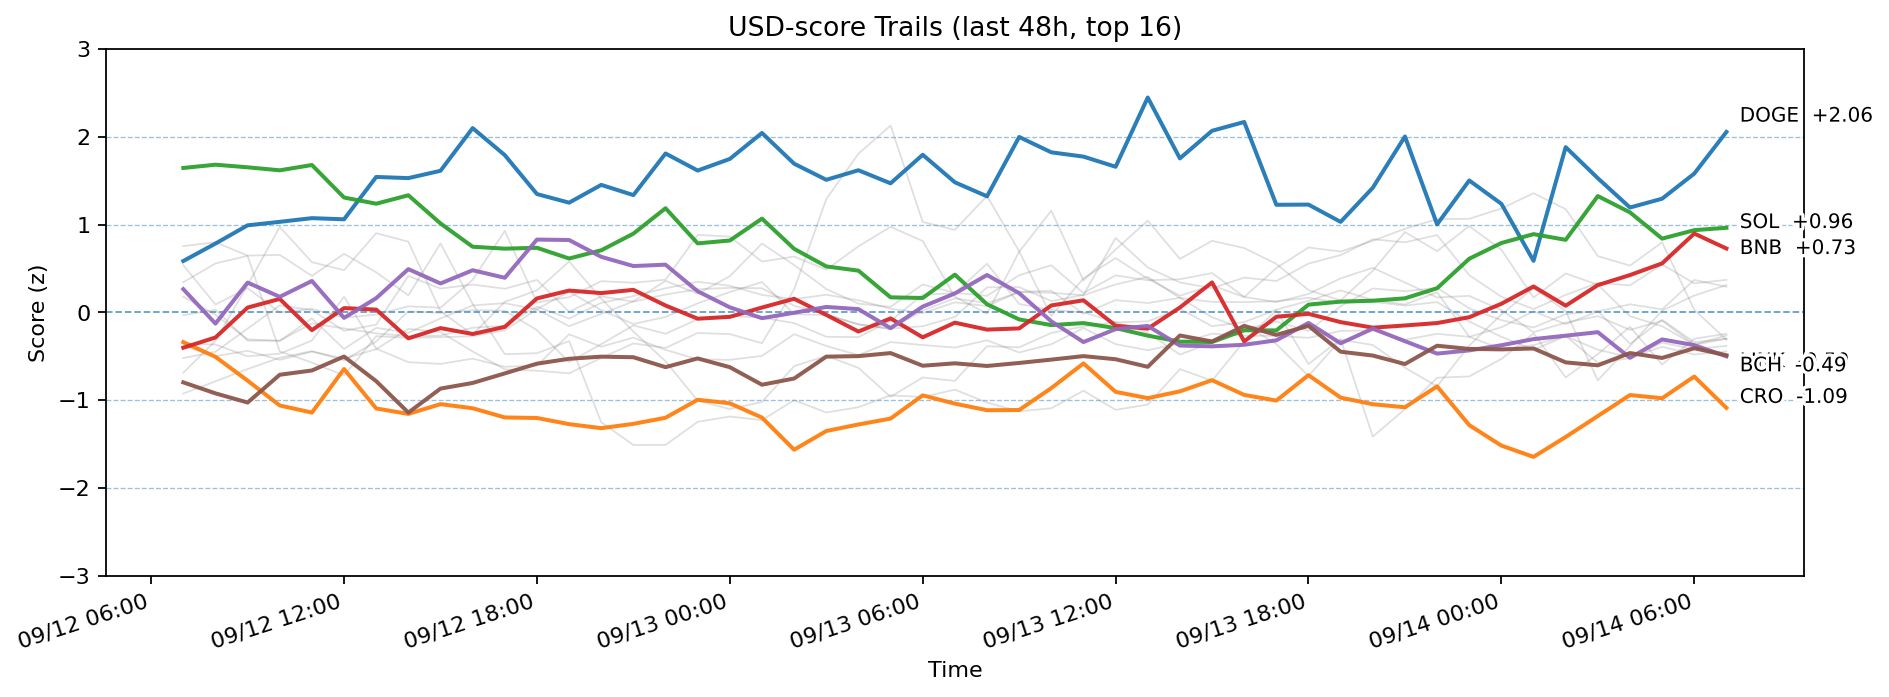 USD-score Trails (last 48h, top 16)
3
2
1
0
−1
−2
−3
Score (z)
DOGE +2.06
SOL +0.96
BNB +0.73
BCH -0.49
CRO -1.09
09/12 06:00
09/12 12:00
09/12 18:00
09/13 00:00
09/13 06:00
09/13 12:00
09/13 18:00
09/14 00:00
09/14 06:00
Time